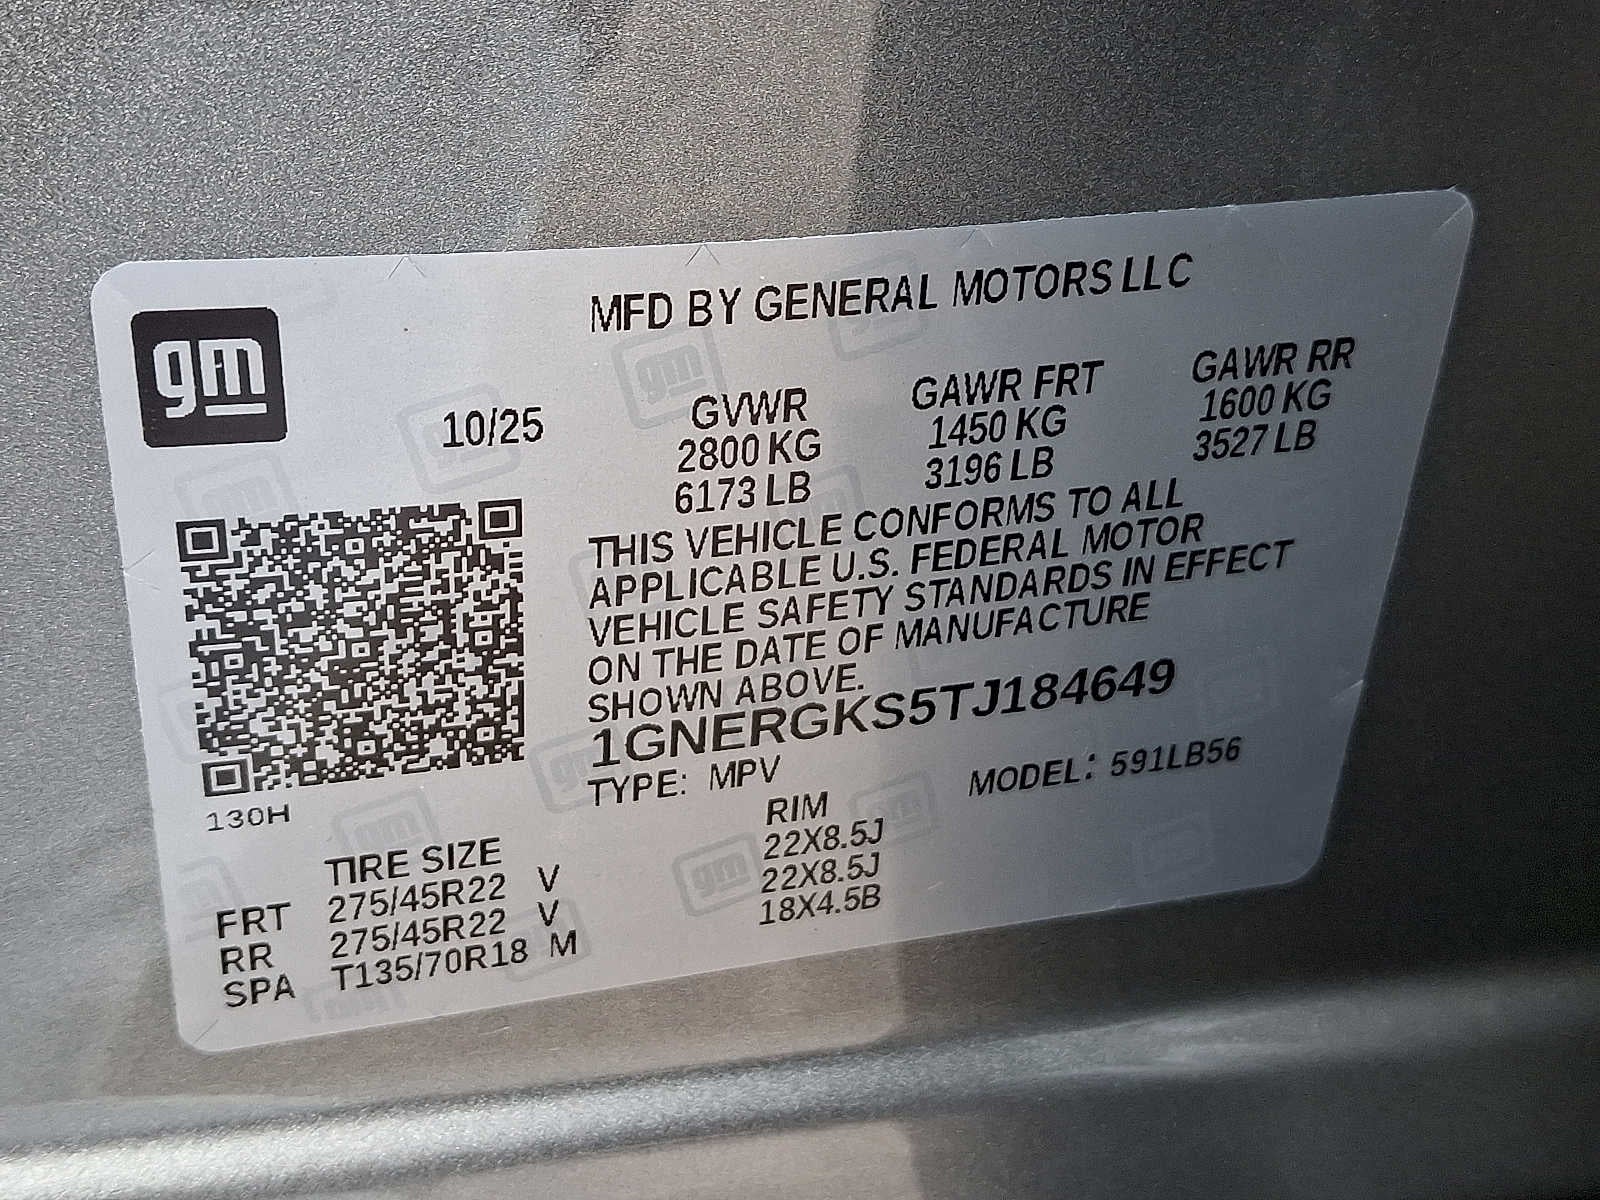 MFD BY GENERAL MOTORS LLC
gm
10/25
GVWR GAWR FRT GAWR RR
2800 KG 1450 KG 1600 KG
6173 LB 3196 LB 3527 LB
THIS VEHICLE CONFORMS TO ALL
APPLICABLE U.S. FEDERAL MOTOR
VEHICLE SAFETY STANDARDS IN EFFECT
ON THE DATE OF MANUFACTURE
SHOWN ABOVE.
1GNERGKS5TJ184649
TYPE: MPV MODEL: 591LB56
130H
TIRE SIZE RIM
FRT 275/45R22 V 22X8.5J
RR 275/45R22 V 22X8.5J
SPA T135/70R18 M 18X4.5B